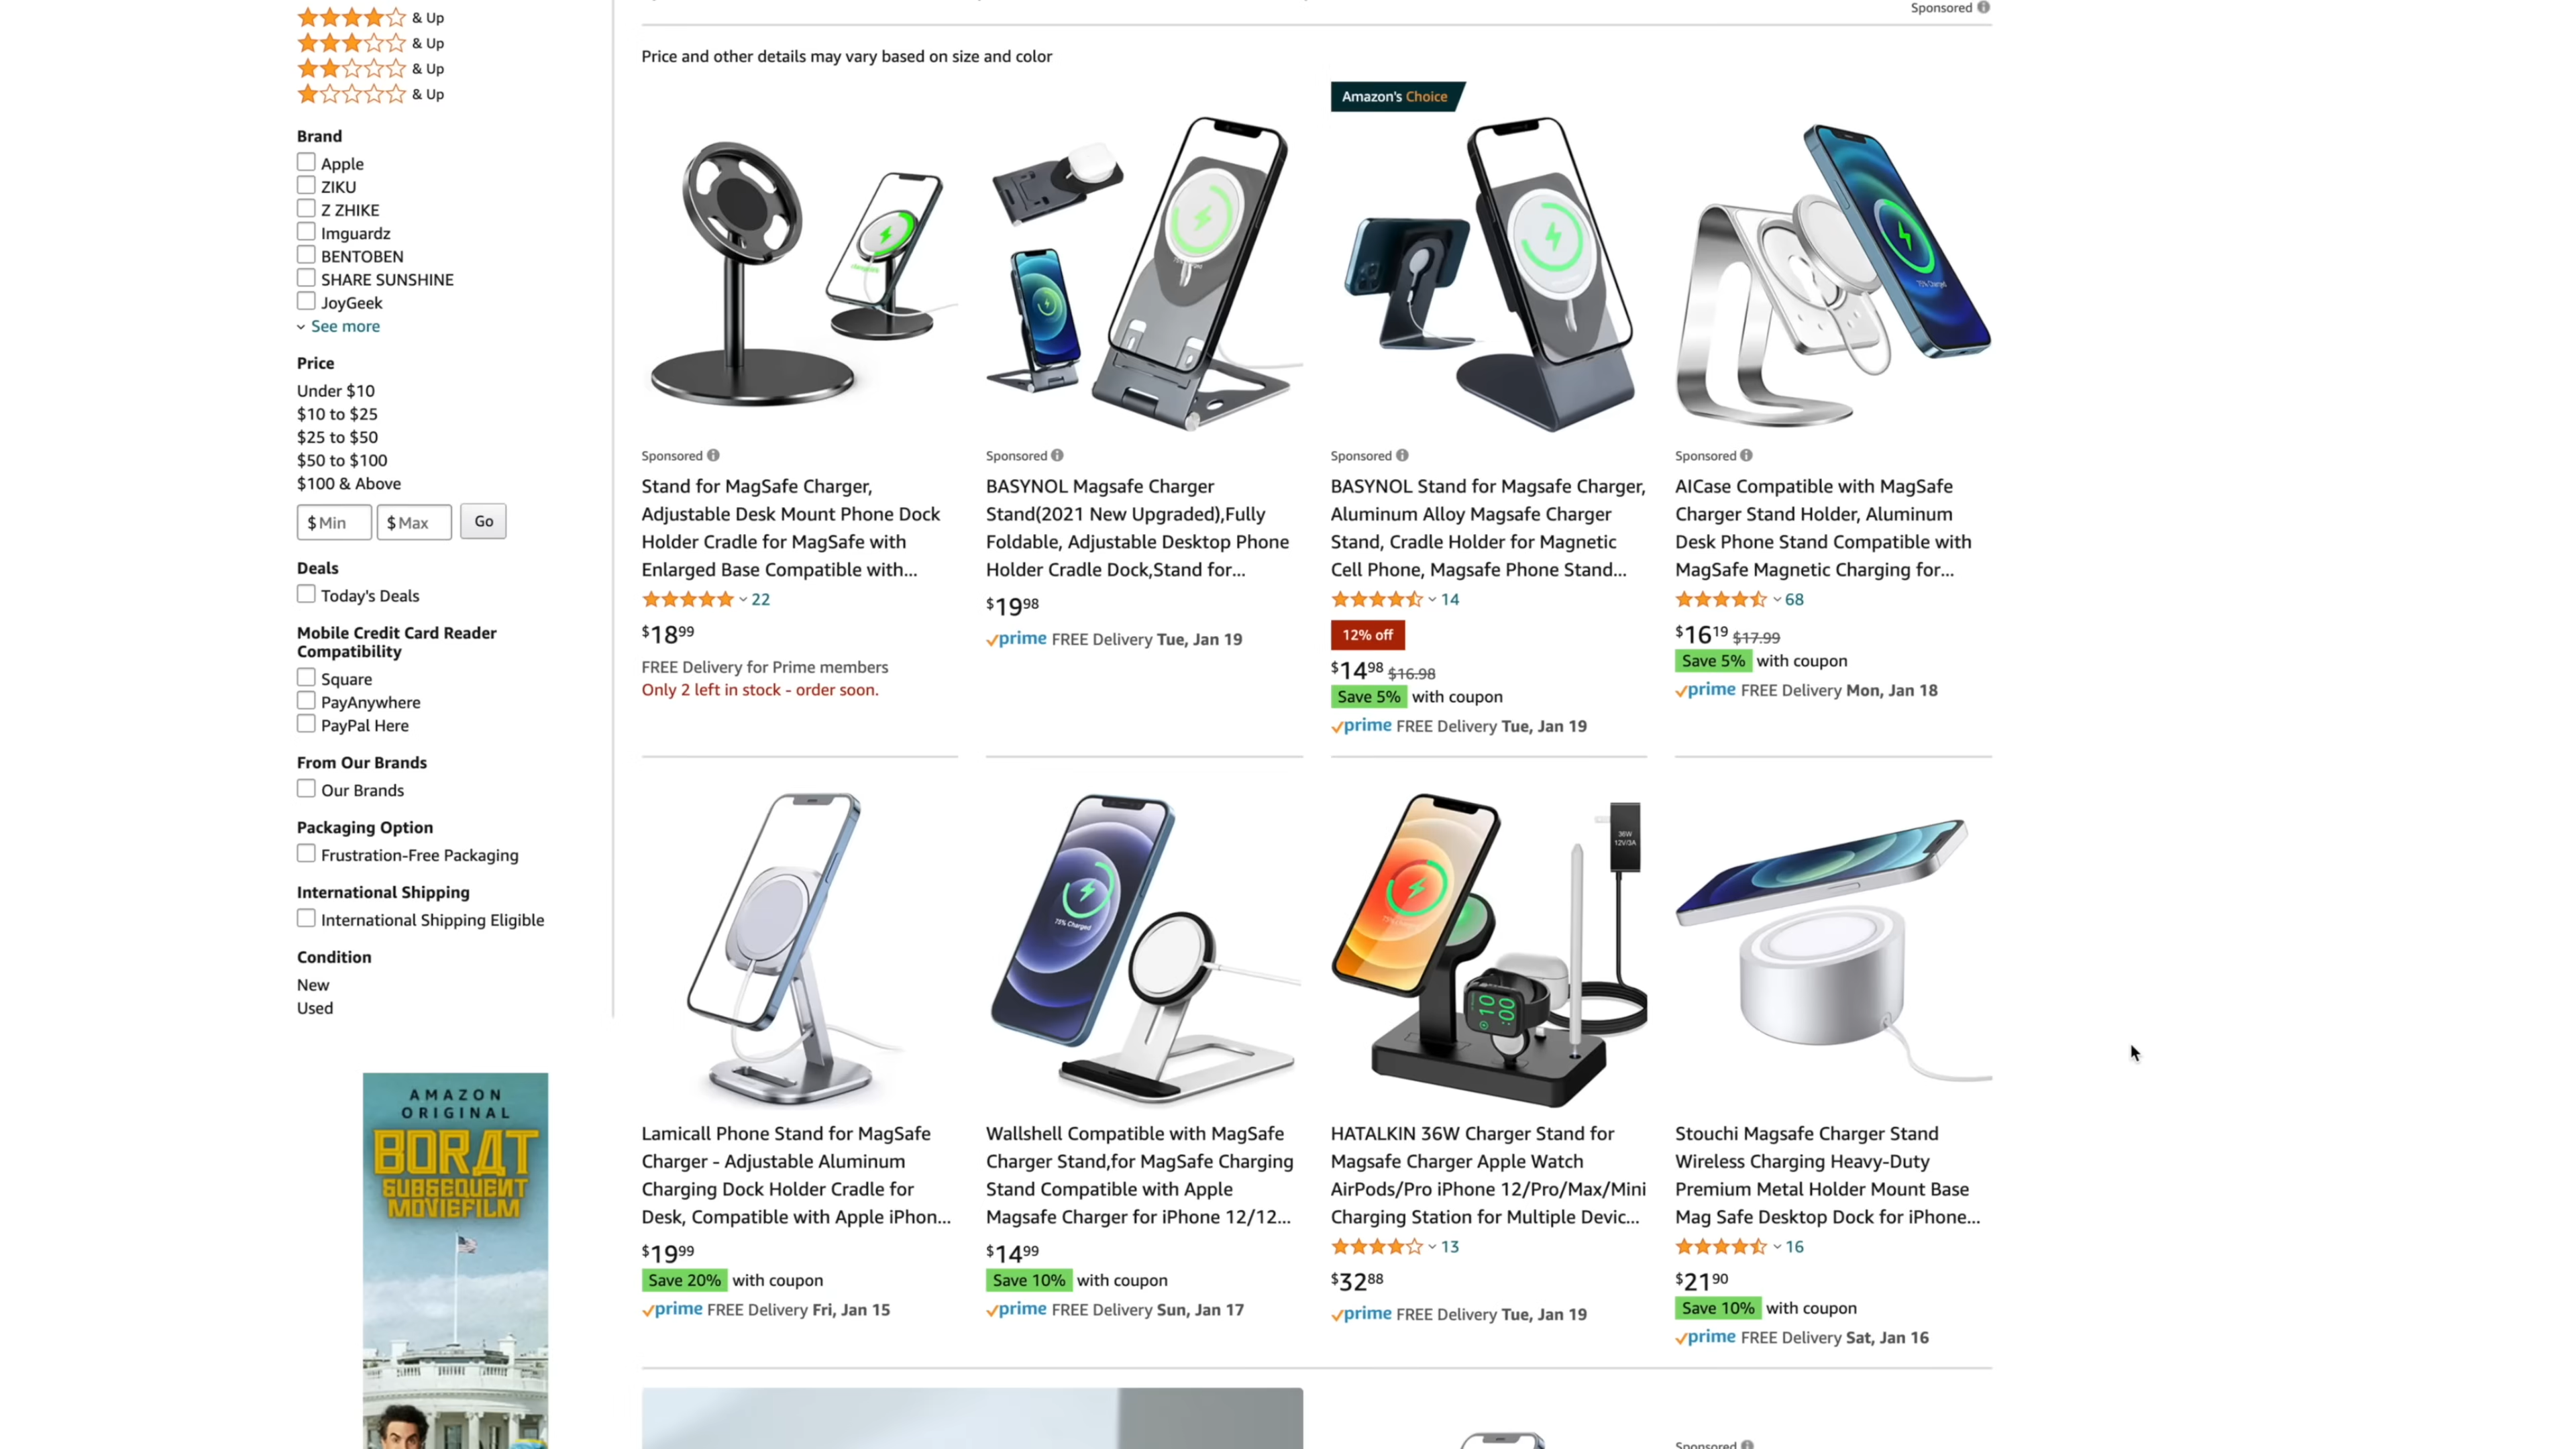 Sponsored
& Up
& Up
& Up
& Up
Brand
Apple
ZIKU
Z ZHIKE
Imguardz
BENTOBEN
SHARE SUNSHINE
JoyGeek
See more
Price
Under $10
$10 to $25
$25 to $50
$50 to $100
$100 & Above
$ Min $ Max Go
Deals
Today's Deals
Mobile Credit Card Reader
Compatibility
Square
PayAnywhere
PayPal Here
From Our Brands
Our Brands
Packaging Option
Frustration-Free Packaging
International Shipping
International Shipping Eligible
Condition
New
Used
AMAZON
ORIGINAL
BORAT
SUBSEQUENT
MOVIEFILM
Price and other details may vary based on size and color
Sponsored
Stand for MagSafe Charger,
Adjustable Desk Mount Phone Dock
Holder Cradle for MagSafe with
Enlarged Base Compatible with...
22
$18.99
FREE Delivery for Prime members
Only 2 left in stock - order soon.
Sponsored
BASYNOL Magsafe Charger
Stand(2021 New Upgraded),Fully
Foldable, Adjustable Desktop Phone
Holder Cradle Dock,Stand for...
$19.98
prime FREE Delivery Tue, Jan 19
Amazon's Choice
Sponsored
BASYNOL Stand for Magsafe Charger,
Aluminum Alloy Magsafe Charger
Stand, Cradle Holder for Magnetic
Cell Phone, Magsafe Phone Stand...
14
12% off
$14.98 $16.98
Save 5% with coupon
prime FREE Delivery Tue, Jan 19
75% Charged
Sponsored
AICase Compatible with MagSafe
Charger Stand Holder, Aluminum
Desk Phone Stand Compatible with
MagSafe Magnetic Charging for...
68
$16.19 $17.99
Save 5% with coupon
prime FREE Delivery Mon, Jan 18
Lamicall Phone Stand for MagSafe
Charger - Adjustable Aluminum
Charging Dock Holder Cradle for
Desk, Compatible with Apple iPhon...
$19.99
Save 20% with coupon
prime FREE Delivery Fri, Jan 15
75% Charged
Wallshell Compatible with MagSafe
Charger Stand,for MagSafe Charging
Stand Compatible with Apple
Magsafe Charger for iPhone 12/12...
$14.99
Save 10% with coupon
prime FREE Delivery Sun, Jan 17
36W
12V/3A
10
00
HATALKIN 36W Charger Stand for
Magsafe Charger Apple Watch
AirPods/Pro iPhone 12/Pro/Max/Mini
Charging Station for Multiple Devic...
13
$32.88
prime FREE Delivery Tue, Jan 19
Stouchi Magsafe Charger Stand
Wireless Charging Heavy-Duty
Premium Metal Holder Mount Base
Mag Safe Desktop Dock for iPhone...
16
$21.90
Save 10% with coupon
prime FREE Delivery Sat, Jan 16
Sponsored